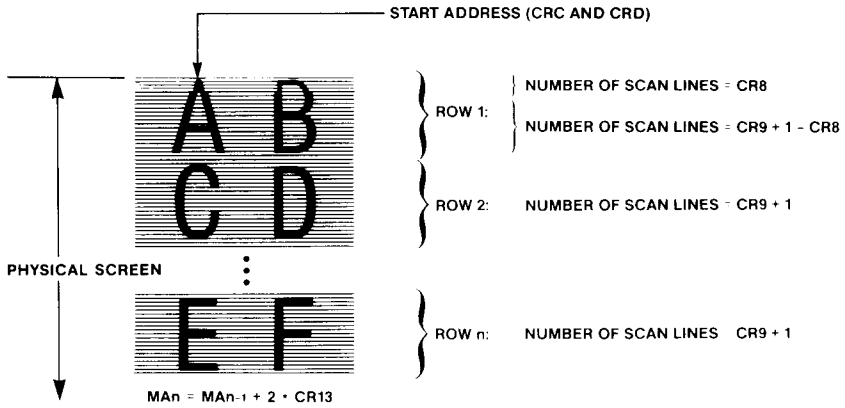 START ADDRESS (CRC AND CRD)
A B
ROW 1:
NUMBER OF SCAN LINES = CR8
NUMBER OF SCAN LINES = CR9 + 1 - CR8
C D
ROW 2: NUMBER OF SCAN LINES = CR9 + 1
PHYSICAL SCREEN
E F
ROW n: NUMBER OF SCAN LINES CR9 + 1
MAn = MAn-1 + 2 * CR13